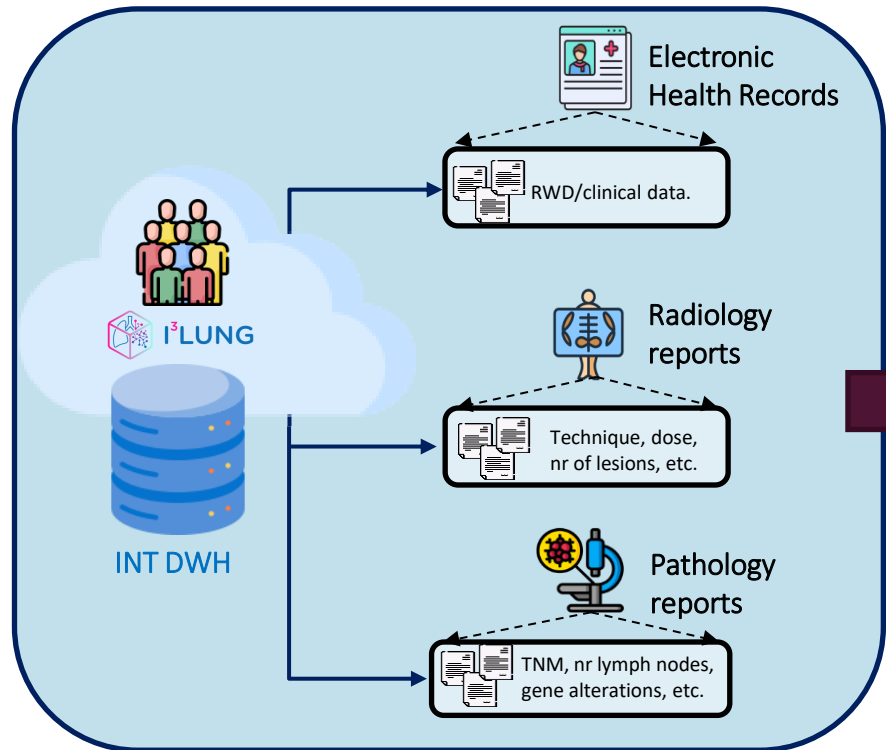 Electronic
Health Records
RWD/clinical data.
I³LUNG
Radiology
reports
Technique, dose,
nr of lesions, etc.
INT DWH
Pathology
reports
TNM, nr lymph nodes,
gene alterations, etc.